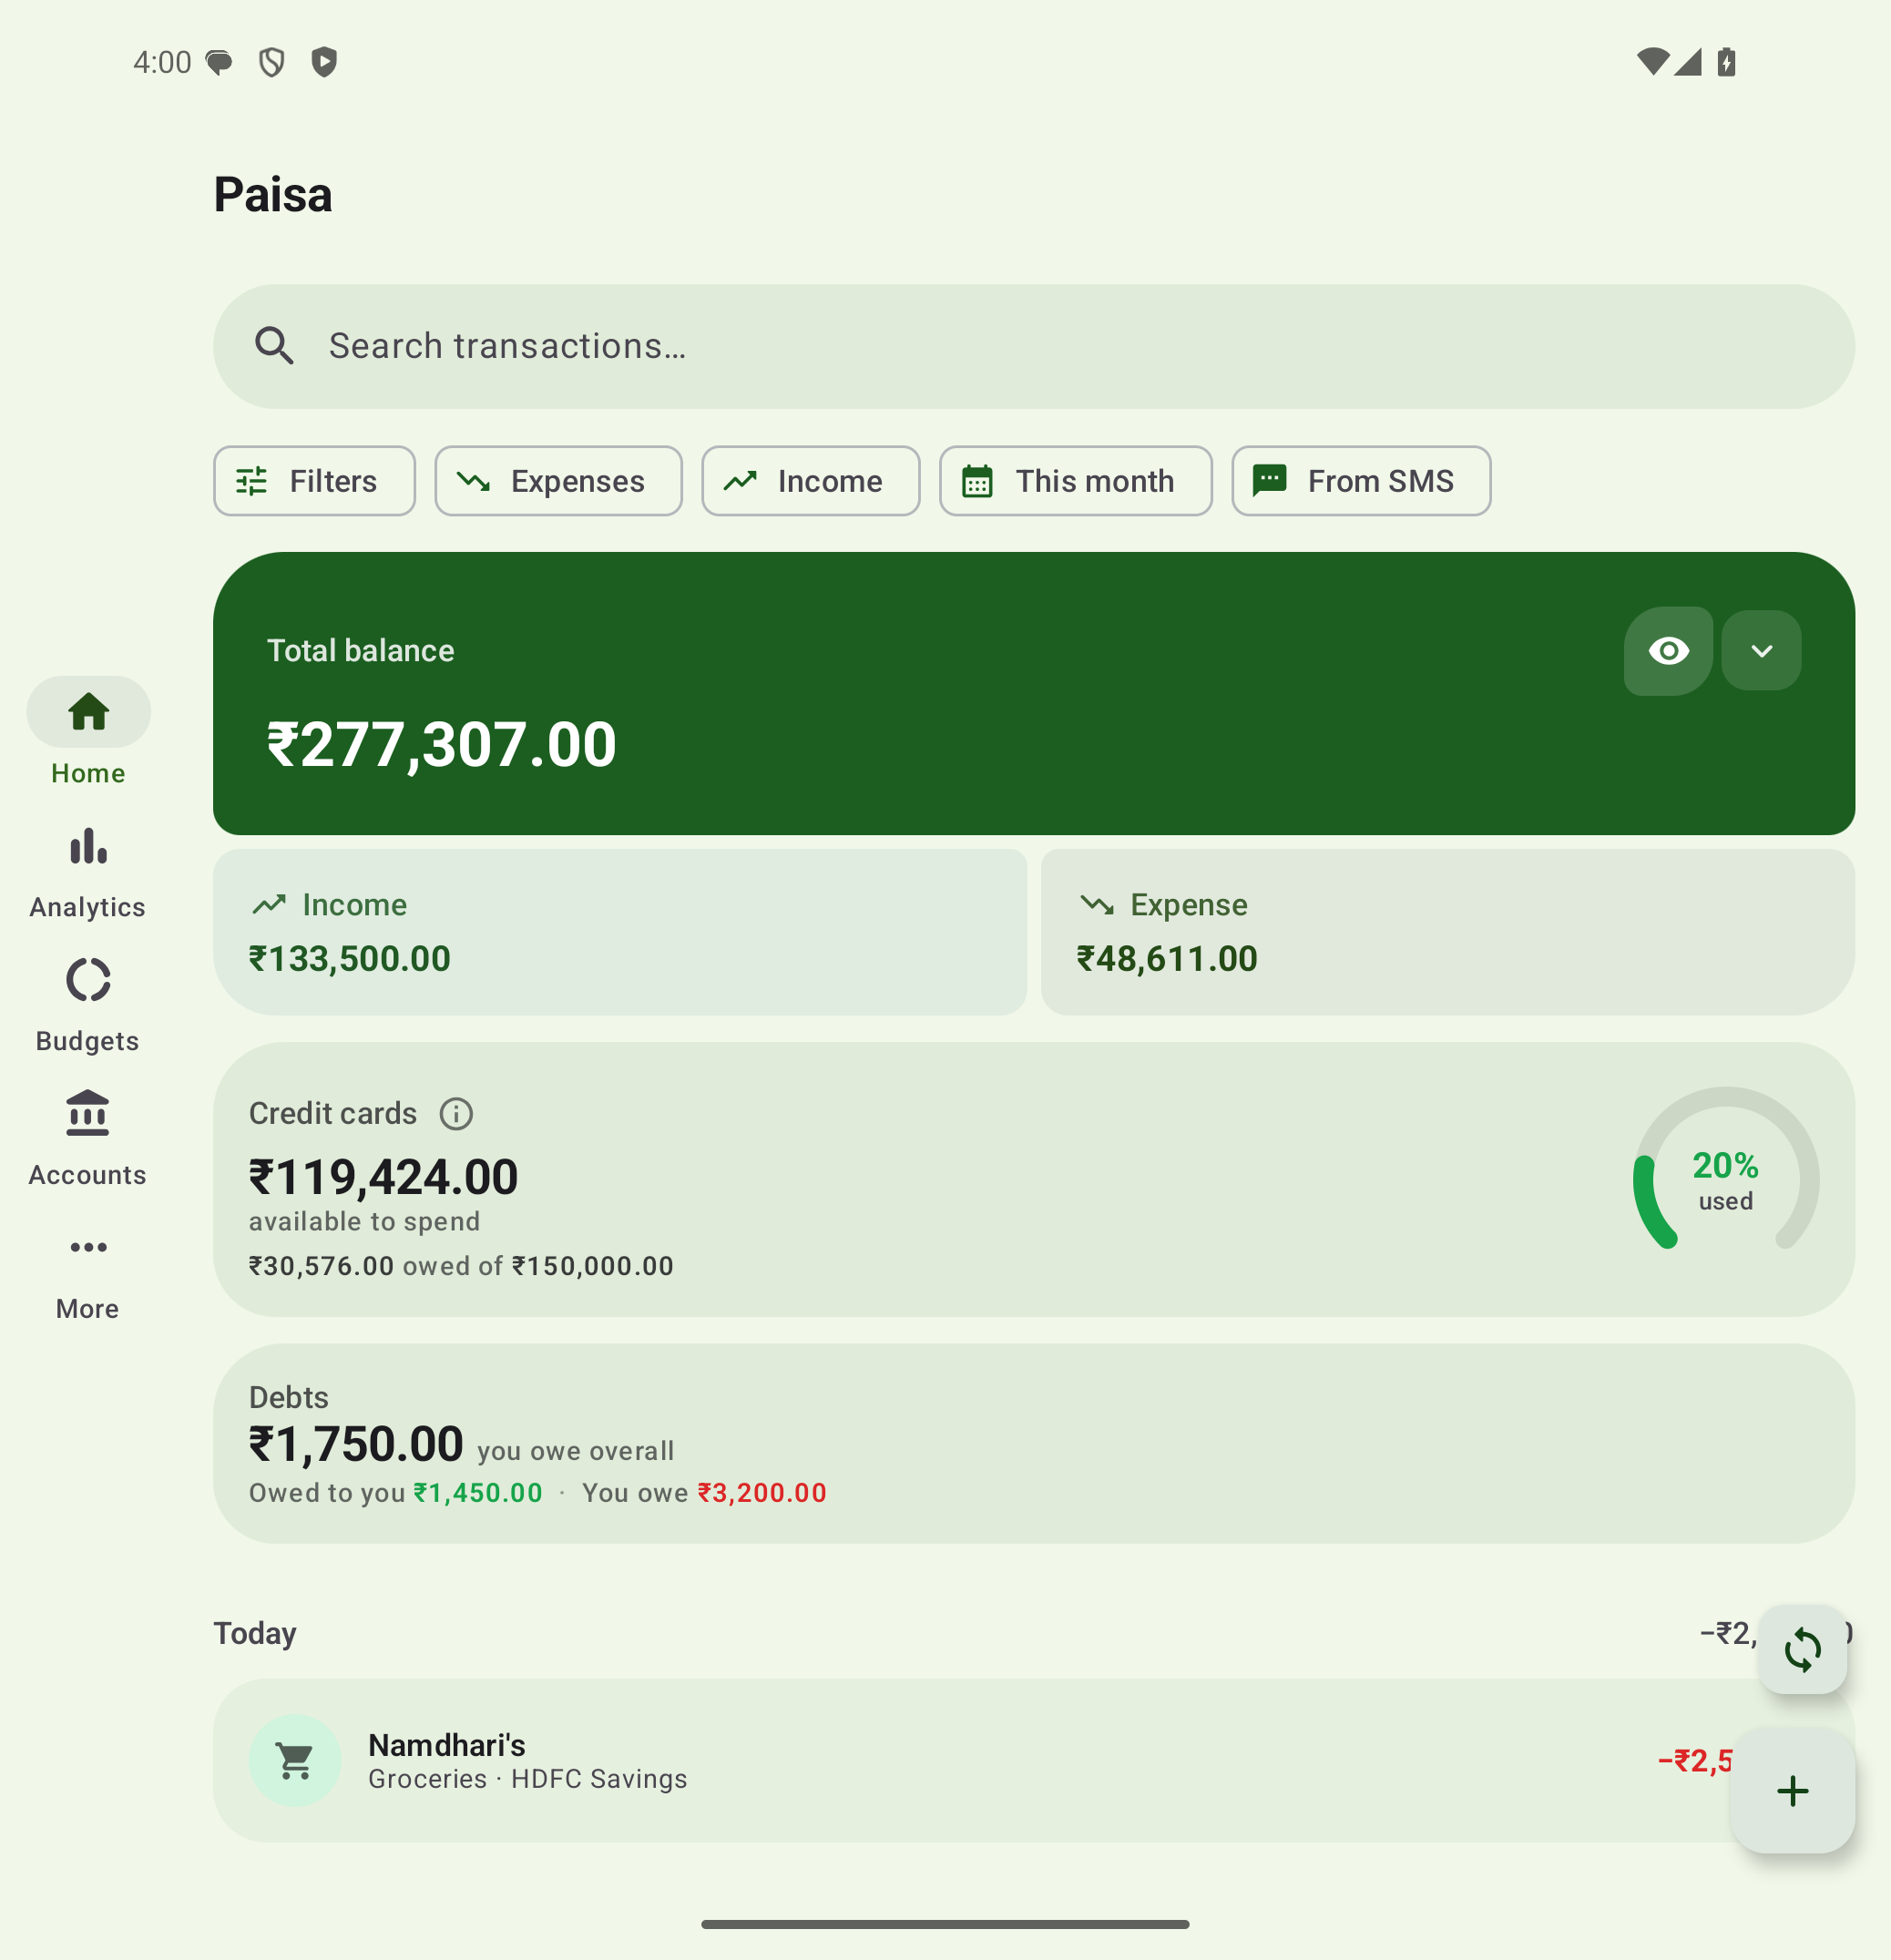 4:00
Paisa
Search transactions…
Filters
Expenses
Income
This month
From SMS
Total balance
₹277,307.00
Home
Analytics
Budgets
Accounts
More
Income
₹133,500.00
Expense
₹48,611.00
Credit cards
₹119,424.00
available to spend
₹30,576.00 owed of ₹150,000.00
20%
used
Debts
₹1,750.00 you owe overall
Owed to you ₹1,450.00 · You owe ₹3,200.00
Today
Namdhari's
Groceries · HDFC Savings